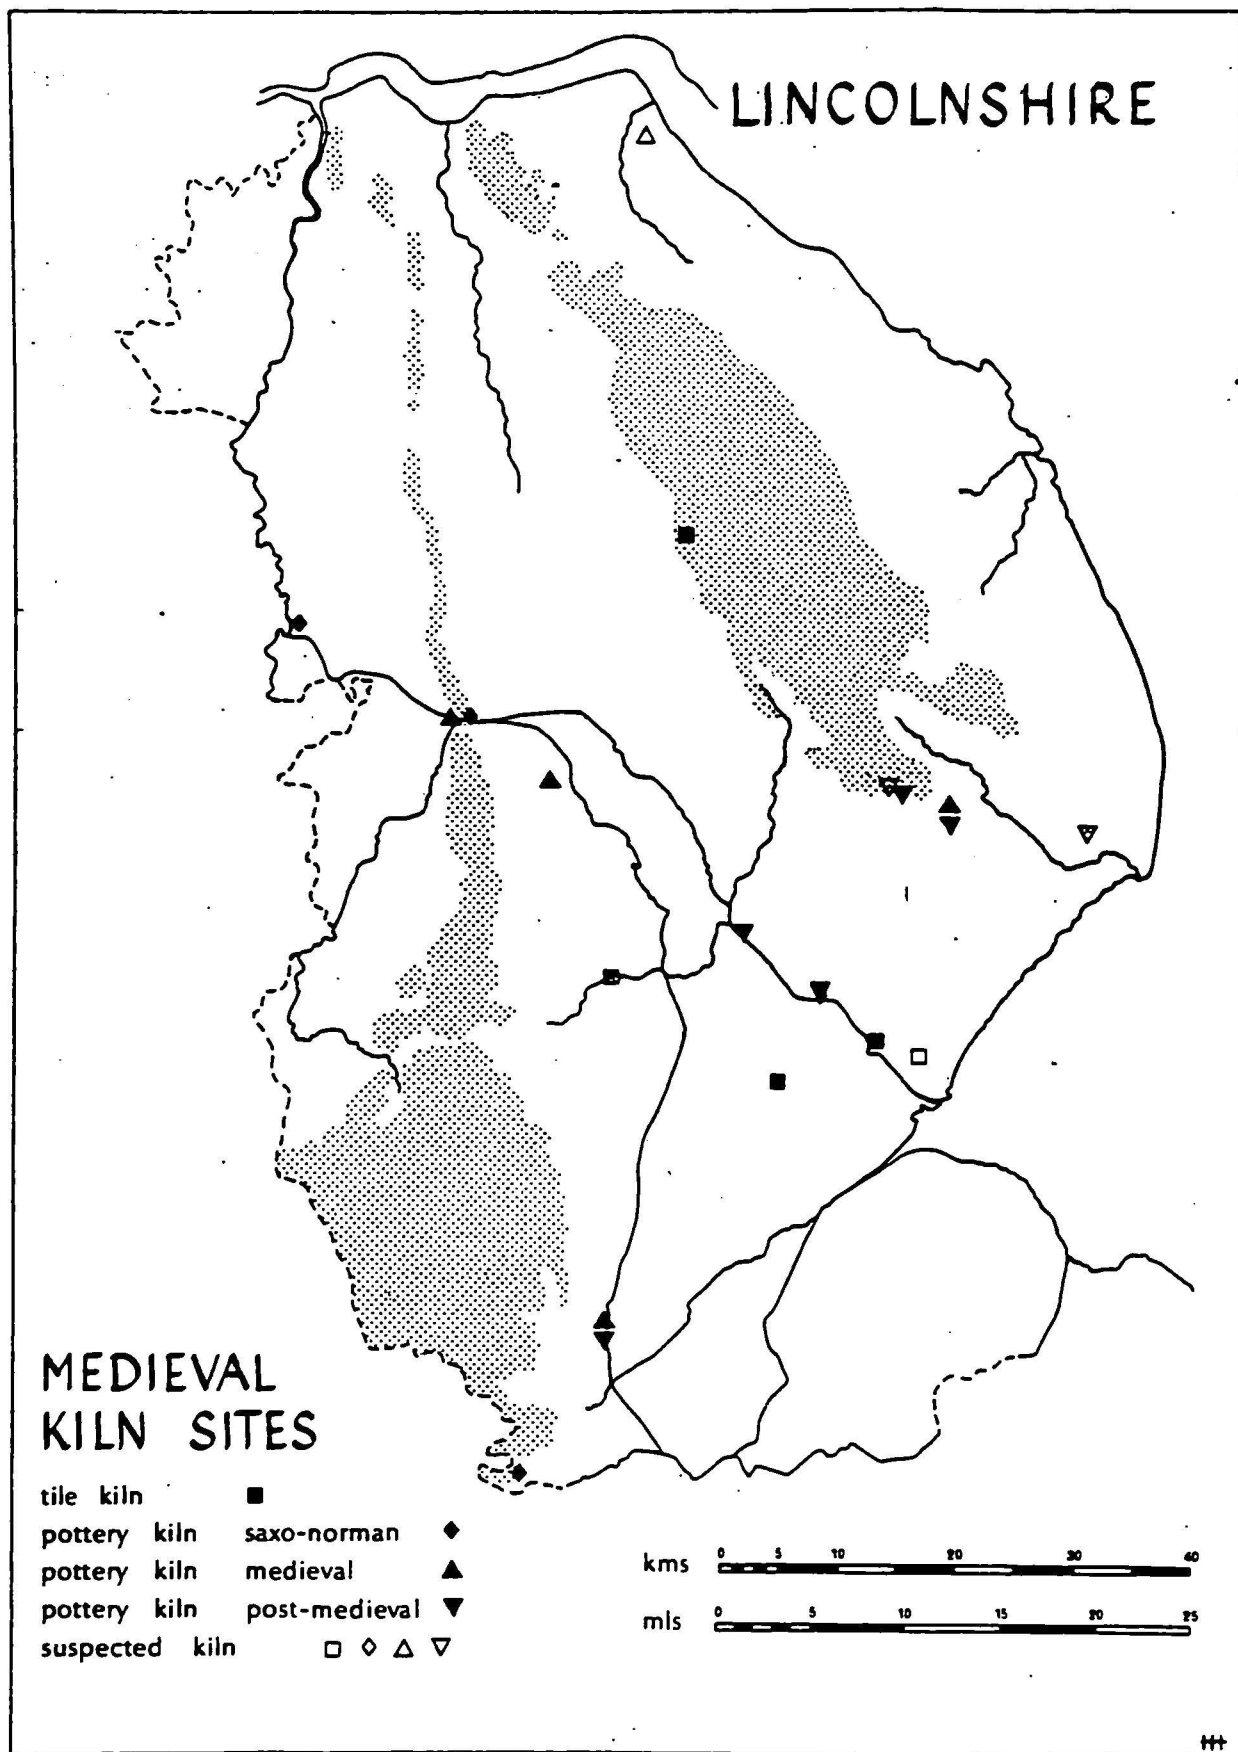 LINCOLNSHIRE
MEDIEVAL
KILN SITES
tile kiln
pottery kiln saxo-norman
pottery kiln medieval
pottery kiln post-medieval
suspected kiln
kms 0 5 10 20 30 40
mls 0 5 10 15 20 25